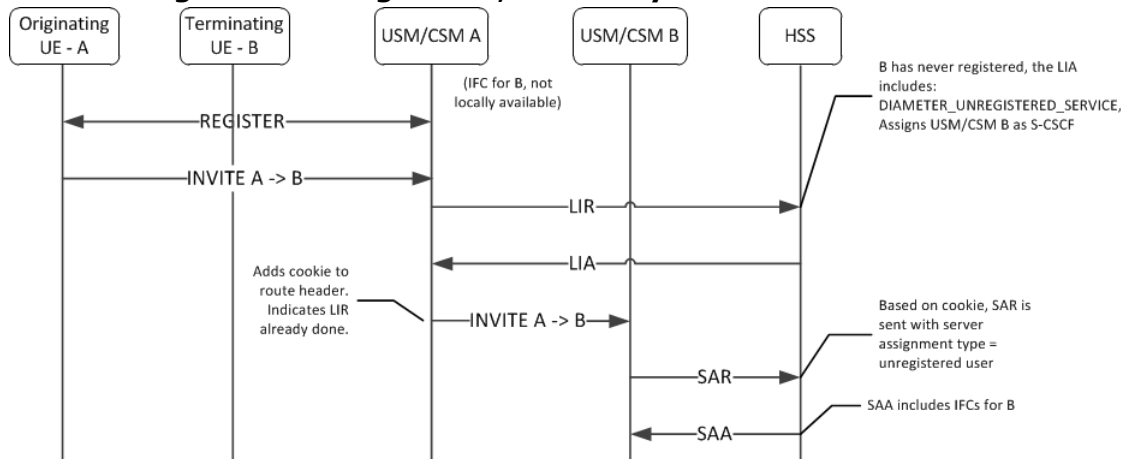 Originating
UE - A
Terminating
UE - B
USM/CSM A
USM/CSM B
HSS
(IFC for B, not
locally available)
B has never registered, the LIA
includes:
DIAMETER_UNREGISTERED_SERVICE,
Assigns USM/CSM B as S-CSCF
REGISTER
INVITE A -> B
LIR
LIA
Adds cookie to
route header.
Indicates LIR
already done.
INVITE A -> B
Based on cookie, SAR is
sent with server
assignment type =
unregistered user
SAR
SAA includes IFCs for B
SAA